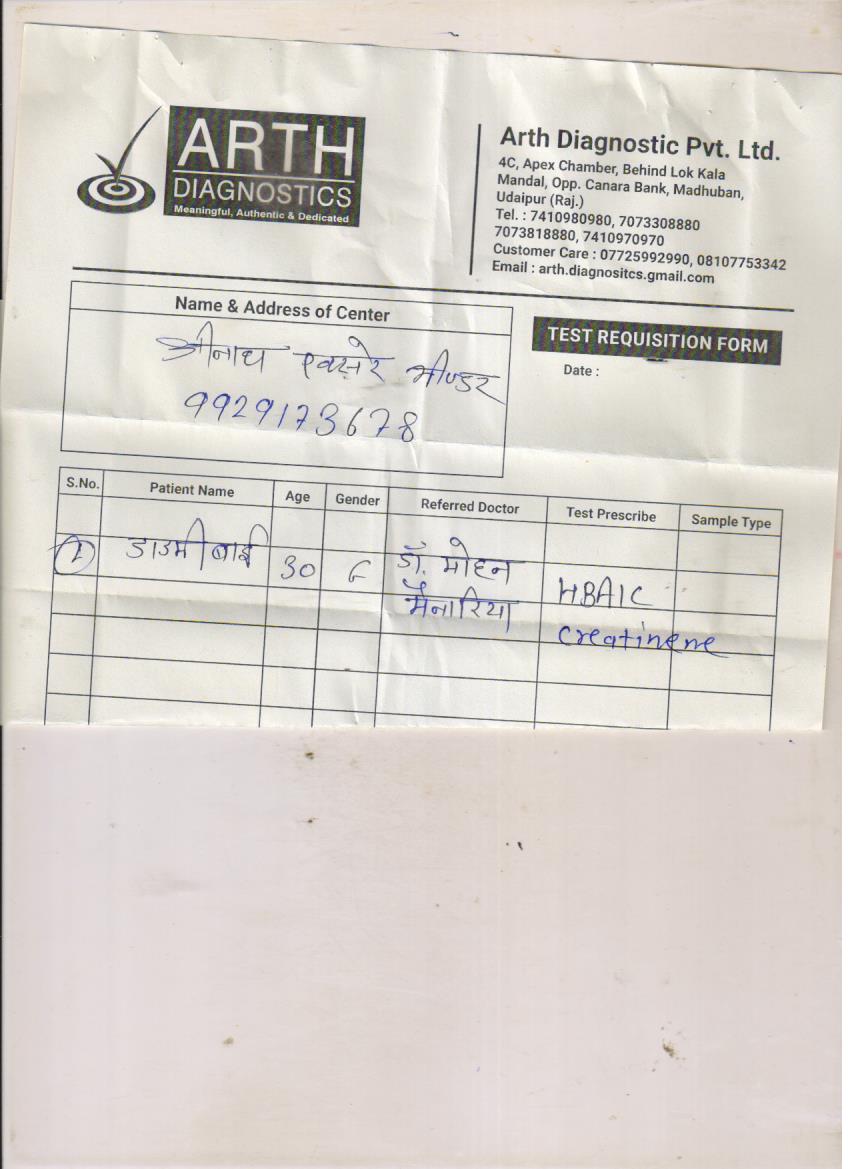 ARTH
DIAGNOSTICS
Meaningful, Authentic & Dedicated
Arth Diagnostic Pvt. Ltd.
4C, Apex Chamber, Behind Lok Kala
Mandal, Opp. Canara Bank, Madhuban,
Udaipur (Raj.)
Tel. : 7410980980, 7073308880
7073818880, 7410970970
Customer Care : 07725992990, 08107753342
Email : arth.diagnositcs.gmail.com
Name & Address of Center
श्रीनाथ एक्सरे भीण्डर
9929173678
TEST REQUISITION FORM
Date :
S.No. Patient Name Age Gender Referred Doctor Test Prescribe Sample Type
1 डाउमी बाई 30 F डॉ. मोहन HBA1C
मैनारिया Creatinene